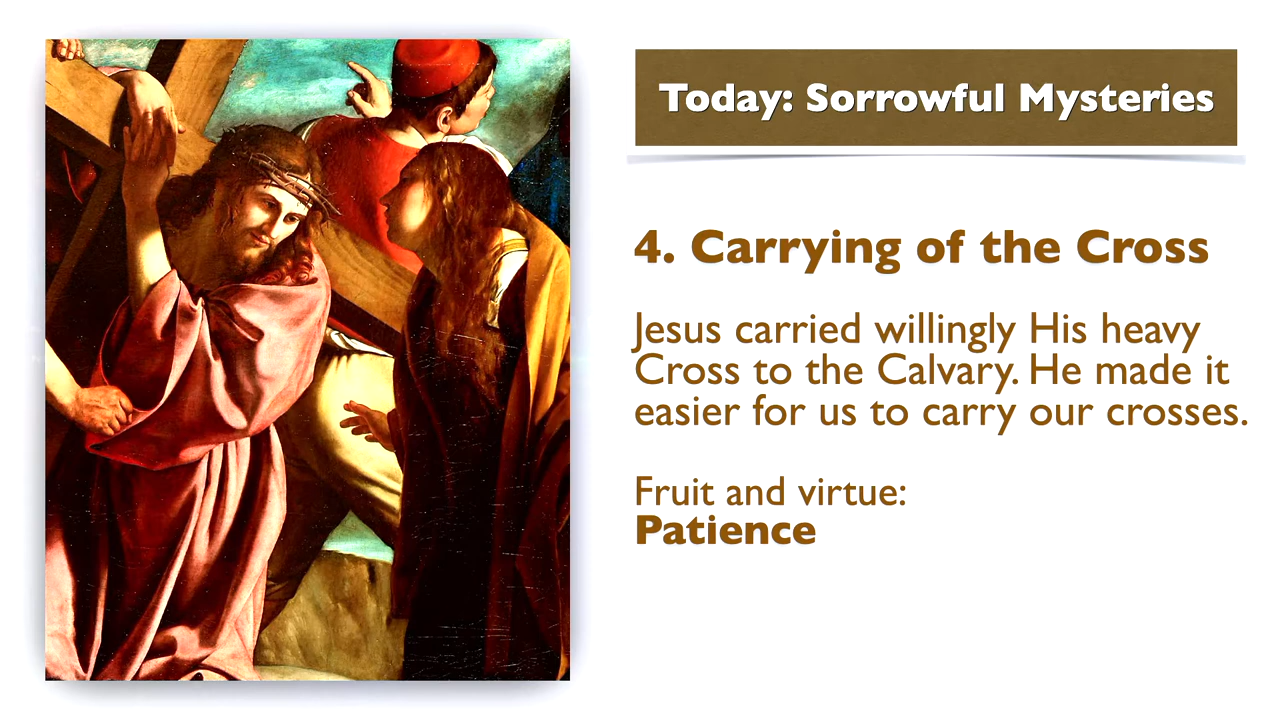 Today: Sorrowful Mysteries
4. Carrying of the Cross
Jesus carried willingly His heavy
Cross to the Calvary. He made it
easier for us to carry our crosses.
Fruit and virtue:
Patience